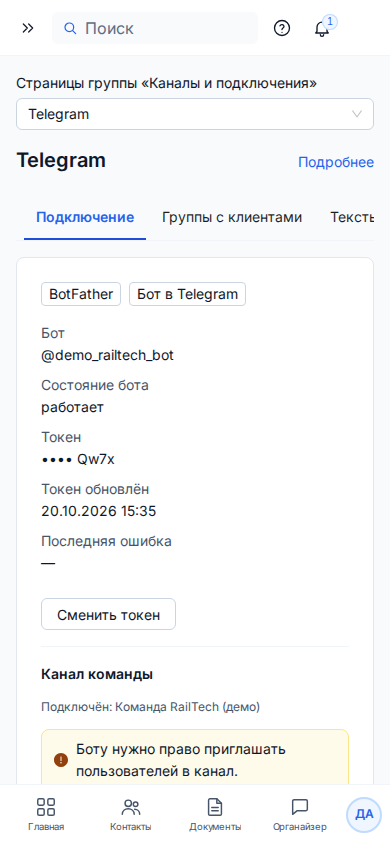 Поиск
1
Страницы группы «Каналы и подключения»
Telegram
Telegram
Подробнее
Подключение
Группы с клиентами
Тексты
BotFather
Бот в Telegram
Бот
@demo_railtech_bot
Состояние бота
работает
Токен
•••• Qw7x
Токен обновлён
20.10.2026 15:35
Последняя ошибка
—
Сменить токен
Канал команды
Подключён: Команда RailTech (демо)
Боту нужно право приглашать
пользователей в канал.
Главная
Контакты
Документы
Органайзер
ДА